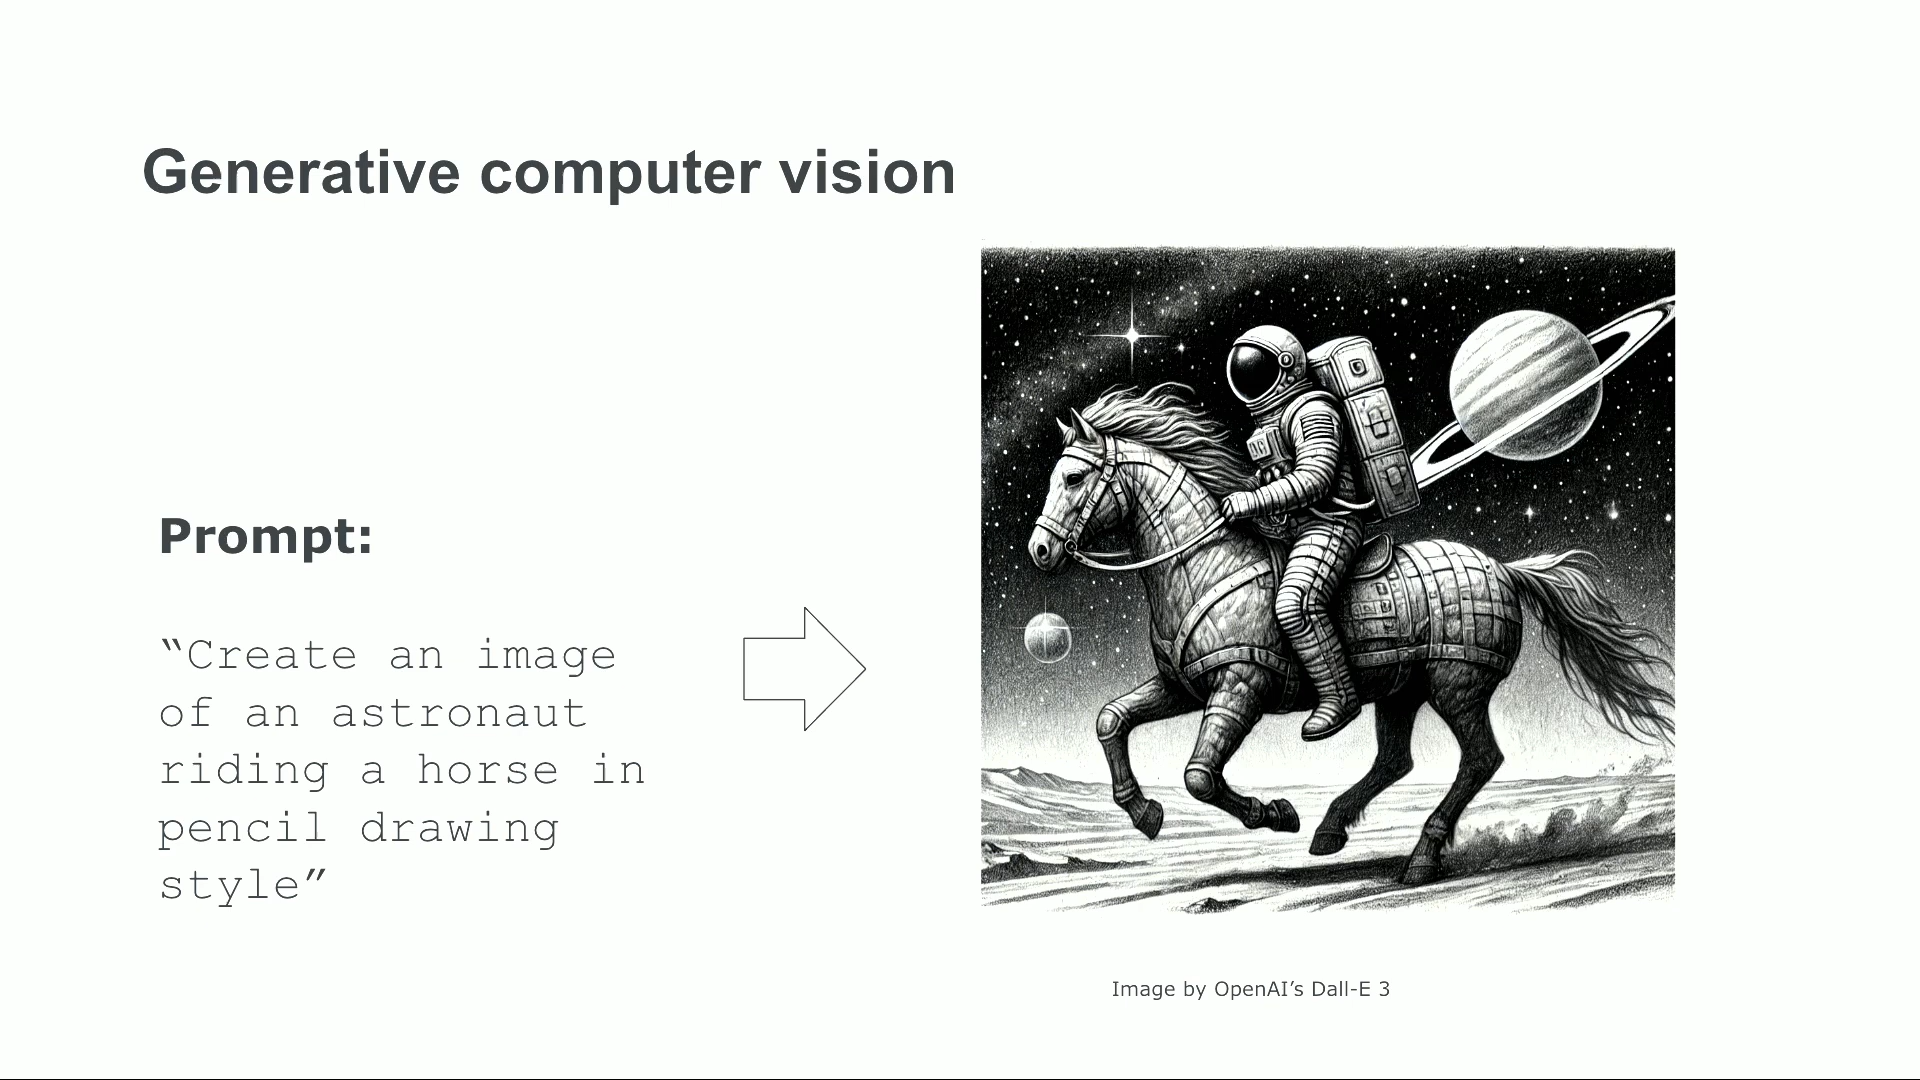 Generative computer vision
Prompt:
“Create an image
of an astronaut
riding a horse in
pencil drawing
style”
Image by OpenAI’s Dall-E 3